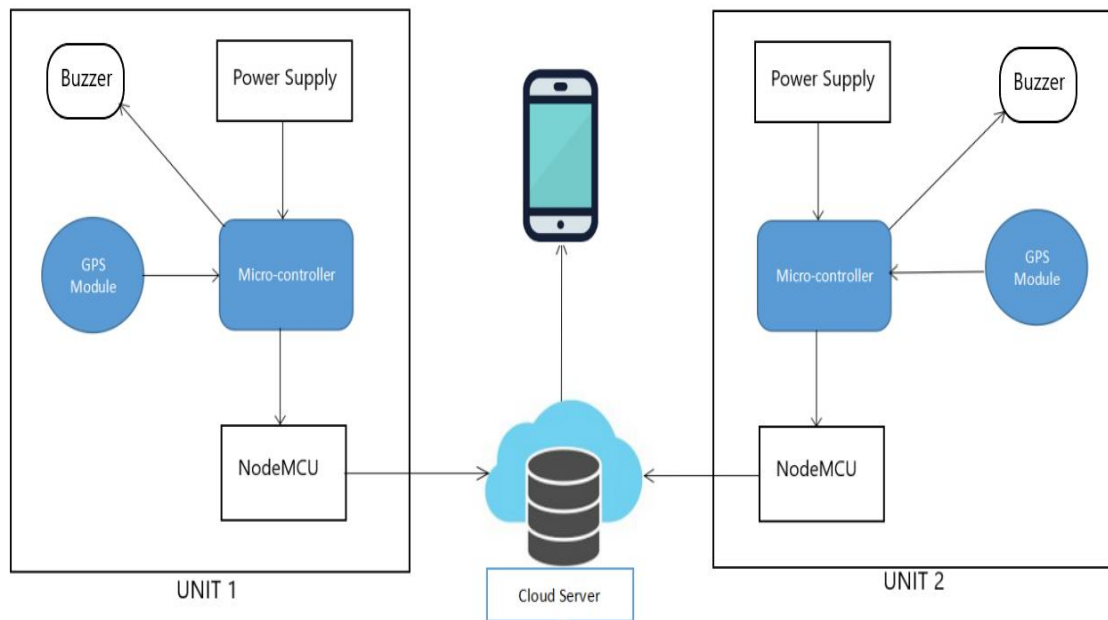 Buzzer
Power Supply
GPS
Module
Micro-controller
NodeMCU
UNIT 1
Cloud Server
Power Supply
Buzzer
Micro-controller
GPS
Module
NodeMCU
UNIT 2